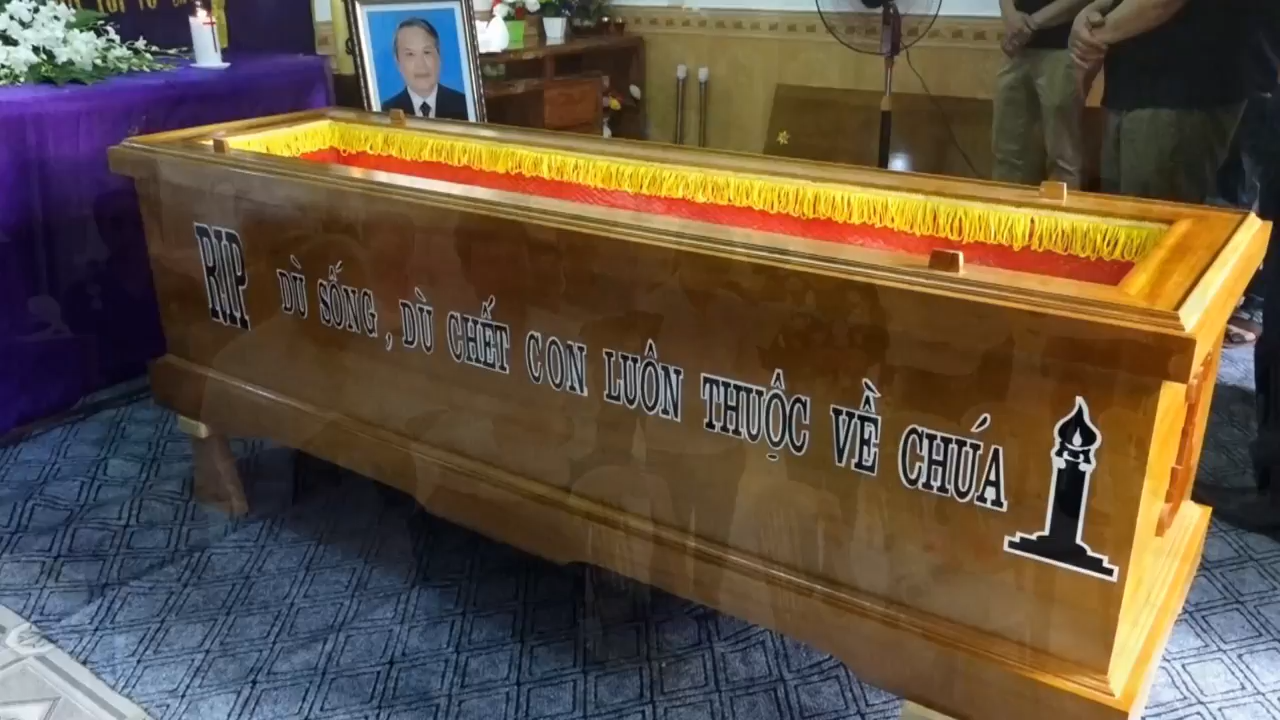 RIP DÙ SỐNG , DÙ CHẾT CON LUÔN THUỘC VỀ CHÚA